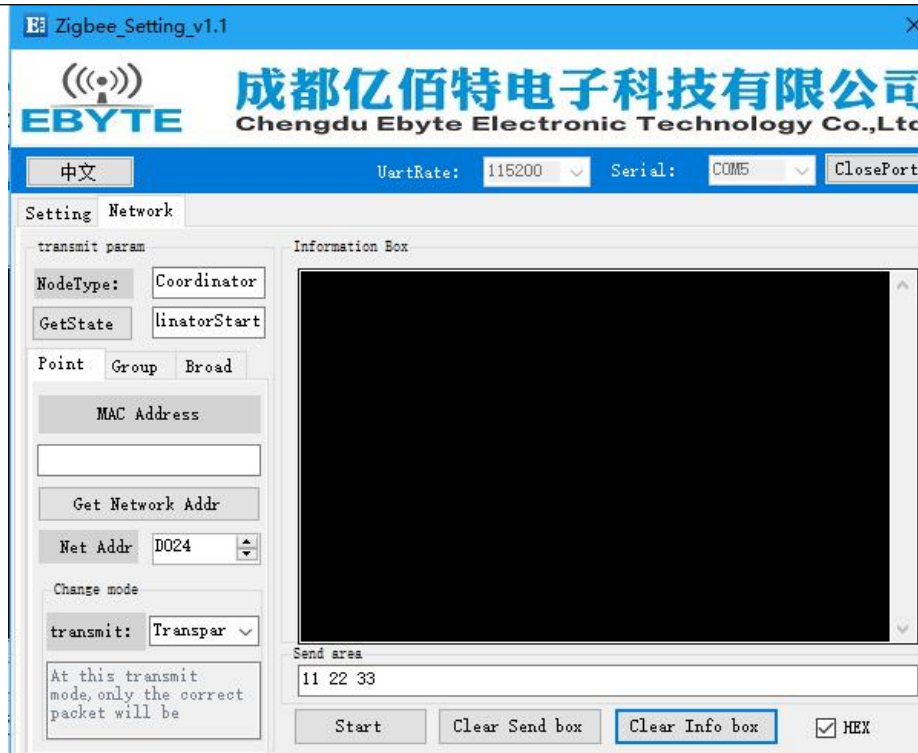 Zigbee_Setting_v1.1
EBYTE
成都亿佰特电子科技有限公司
Chengdu Ebyte Electronic Technology Co.,Ltd
中文 UartRate: 115200 Serial: COM5 ClosePort
Setting Network
transmit param
NodeType: Coordinator
GetState linatorStart
Point Group Broad
MAC Address
Get Network Addr
Net Addr D024
Change mode
transmit: Transpar
At this transmit
mode,only the correct
packet will be
Information Box
Send area
11 22 33
Start Clear Send box Clear Info box HEX